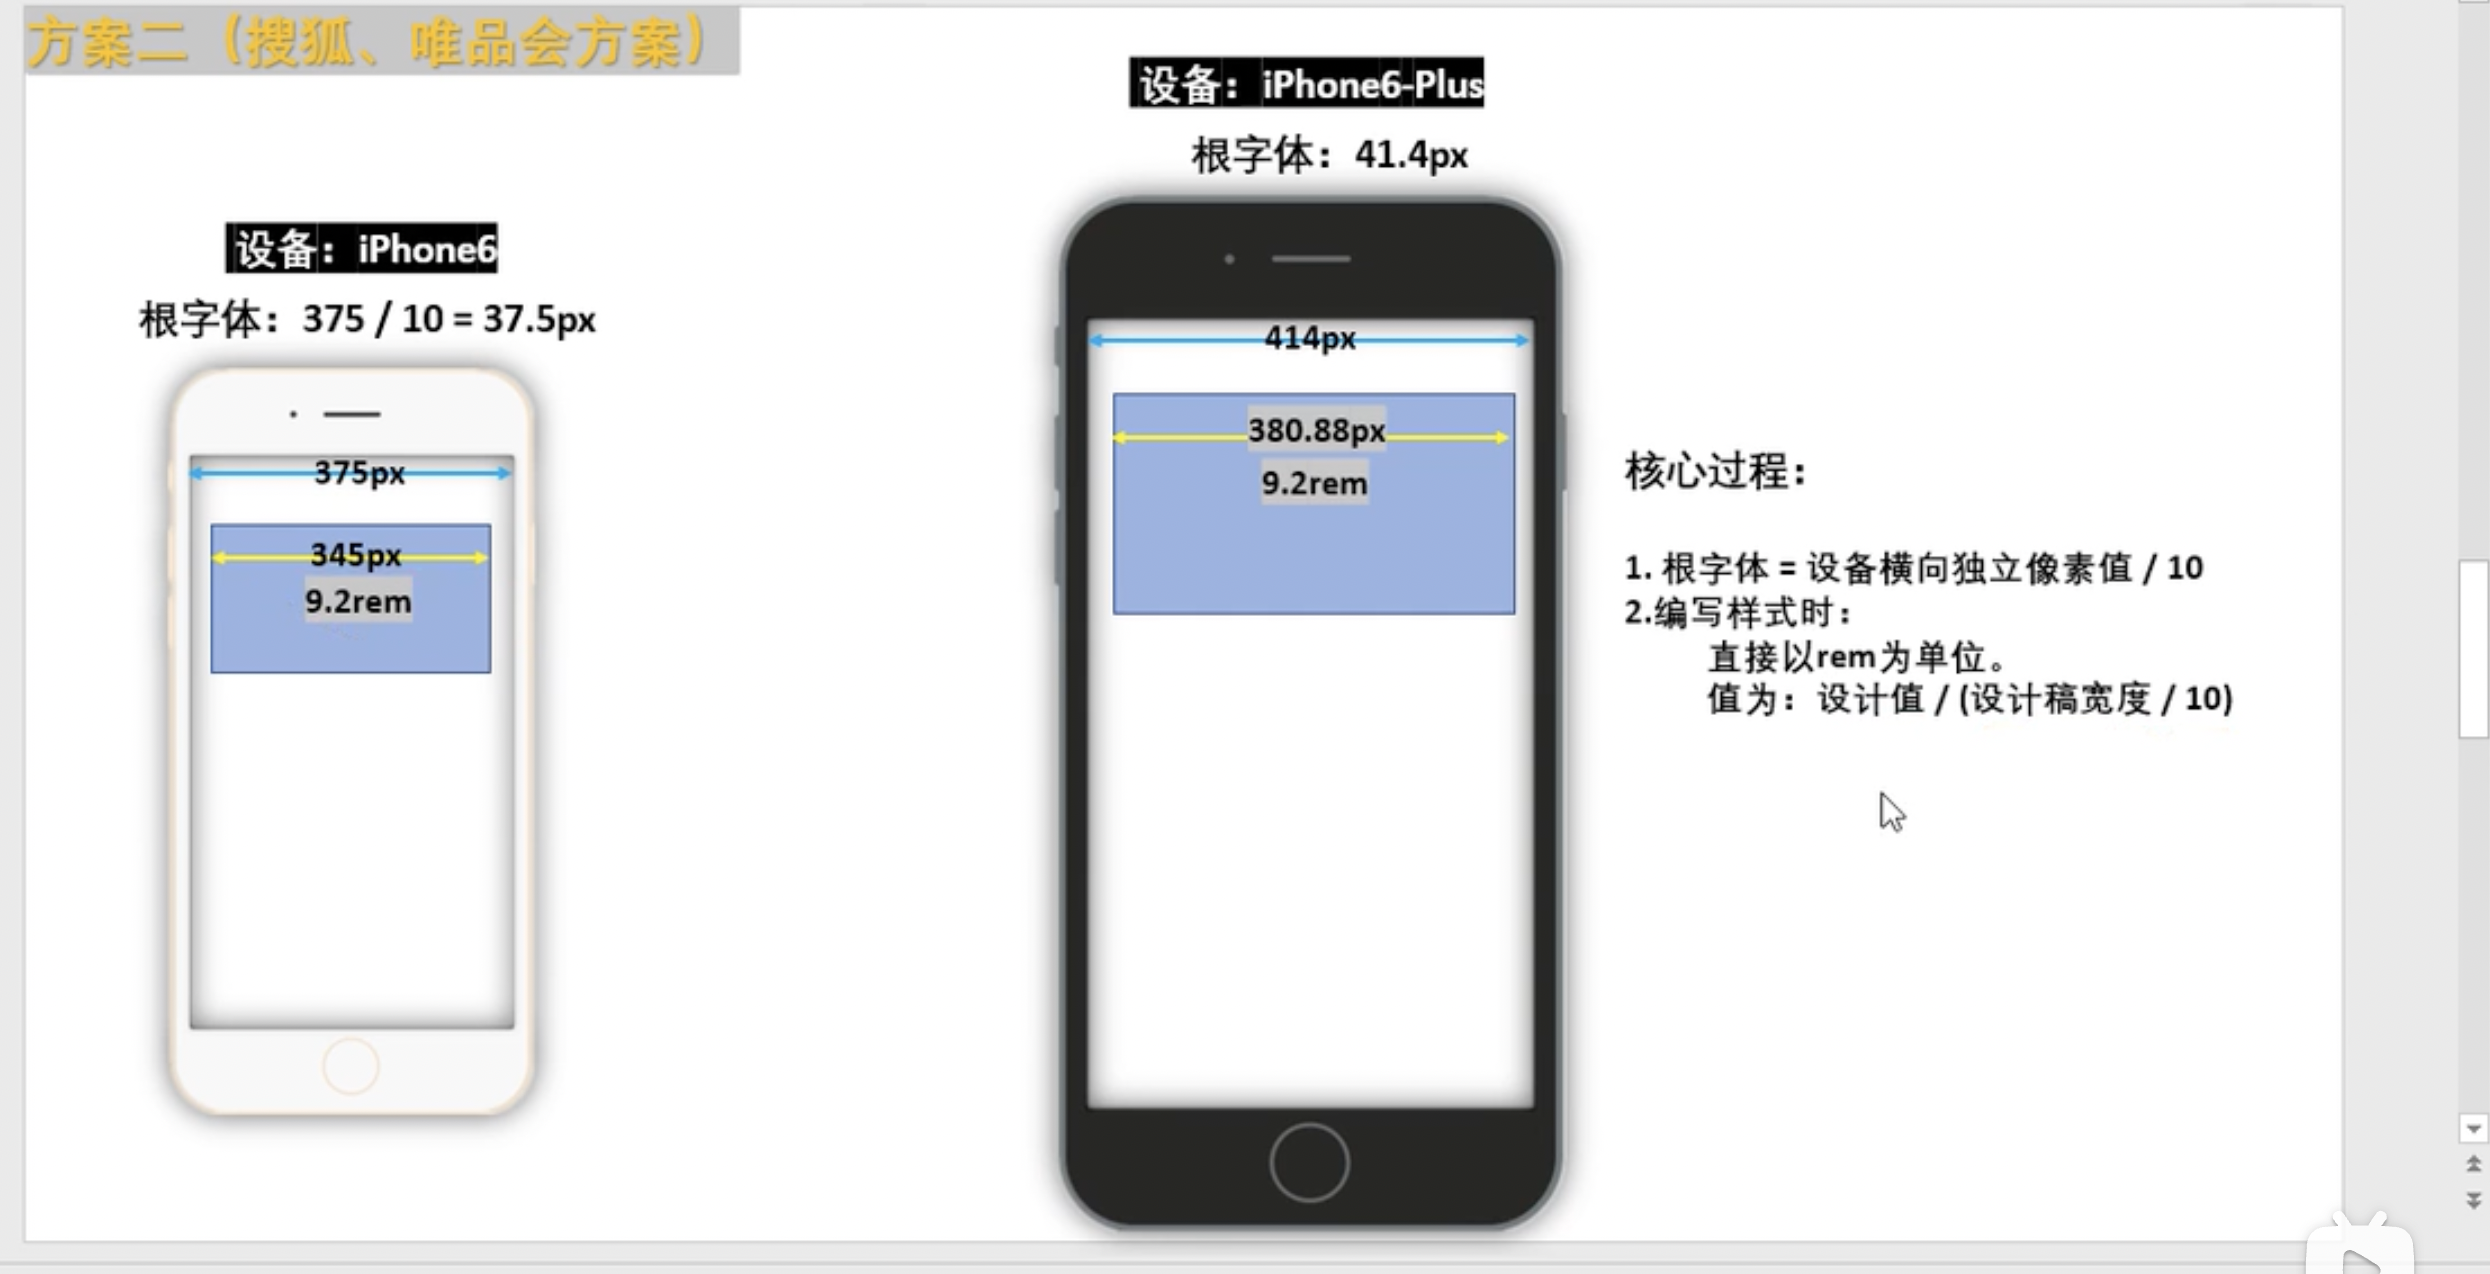 方案二（搜狐、唯品会方案）
设备：iPhone6-Plus
根字体：41.4px
设备：iPhone6
根字体：375 / 10 = 37.5px
414px
380.88px
9.2rem
375px
345px
9.2rem
核心过程：
1. 根字体 = 设备横向独立像素值 / 10
2.编写样式时：
直接以rem为单位。
值为：设计值 / (设计稿宽度 / 10)